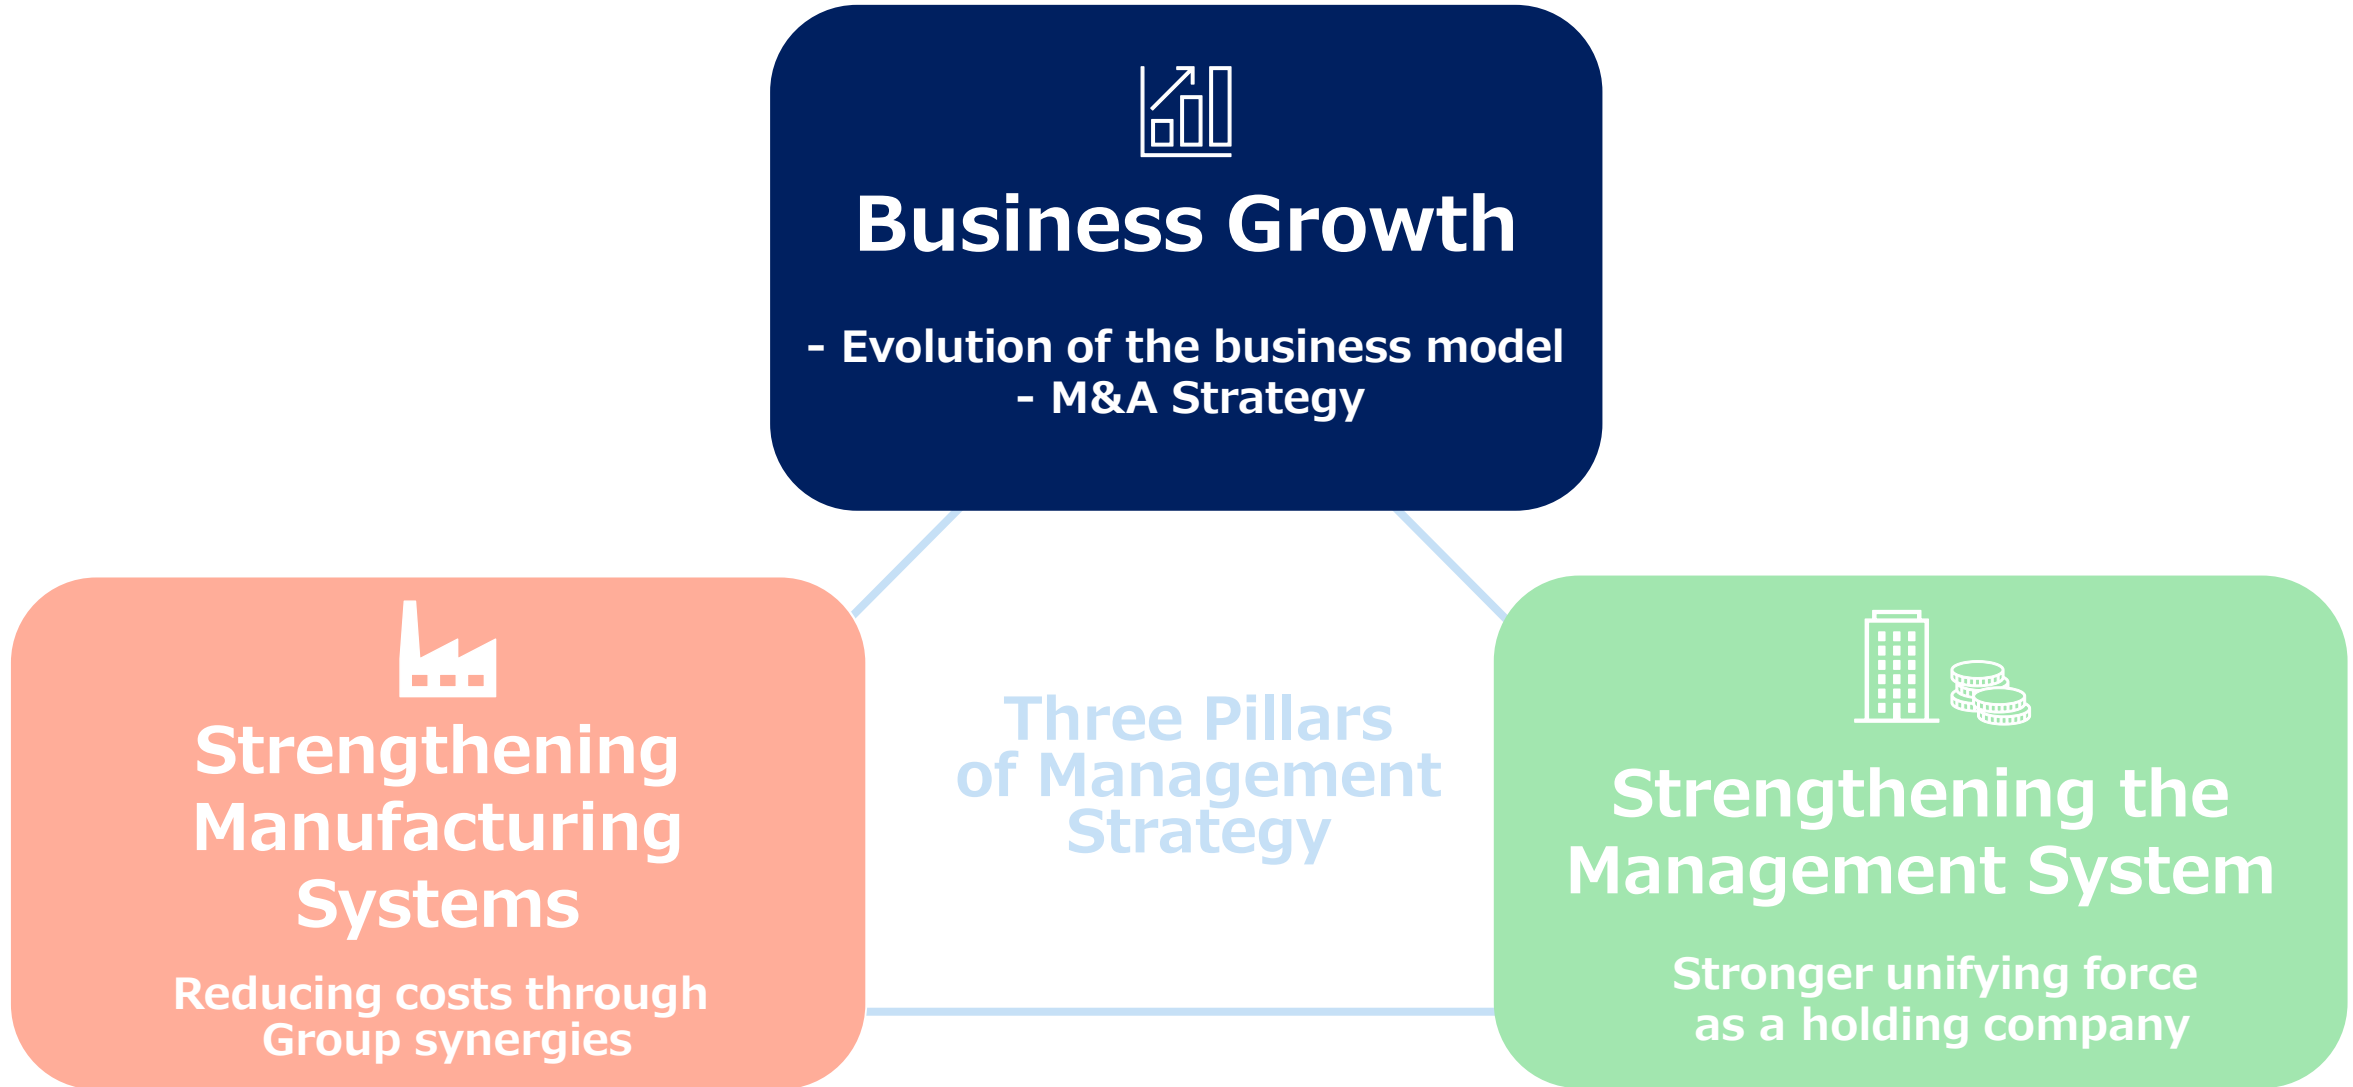 Business Growth
- Evolution of the business model
- M&A Strategy
Three Pillars
of Management
Strategy
Strengthening
Manufacturing
Systems
Reducing costs through
Group synergies
Strengthening the
Management System
Stronger unifying force
as a holding company